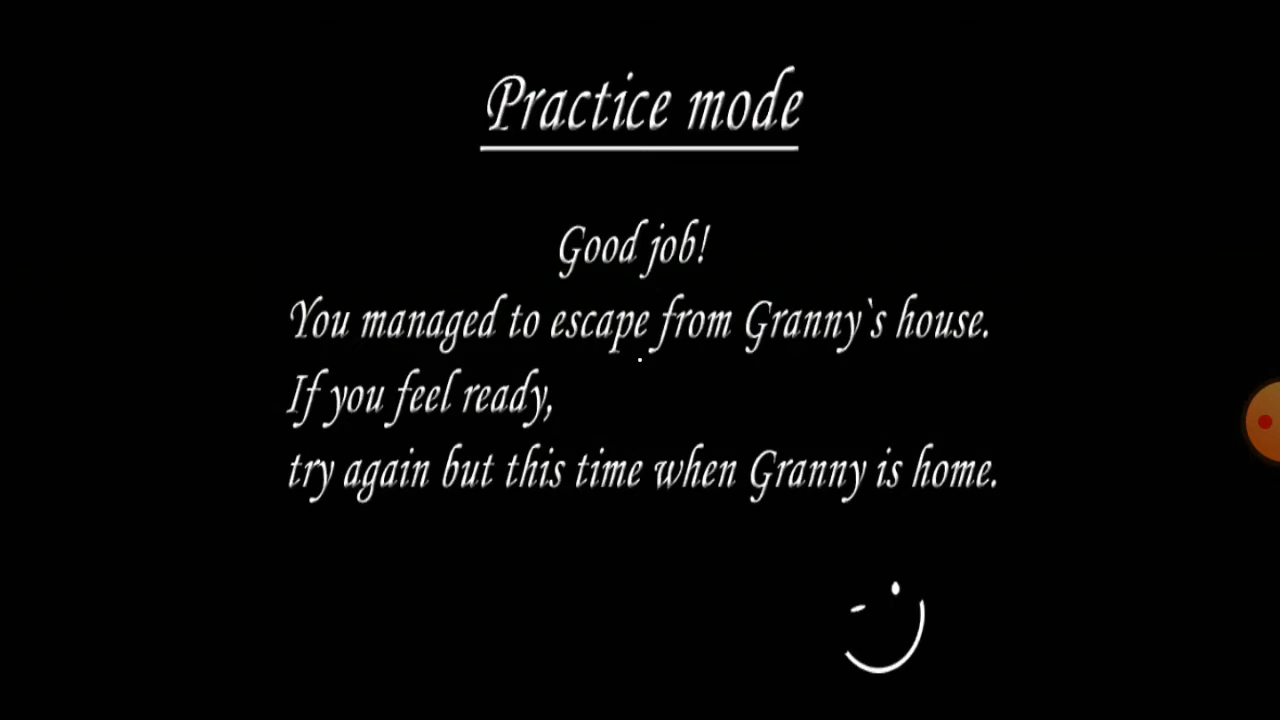 Practice mode
Good job!
You managed to escape from Granny`s house.
If you feel ready,
try again but this time when Granny is home.